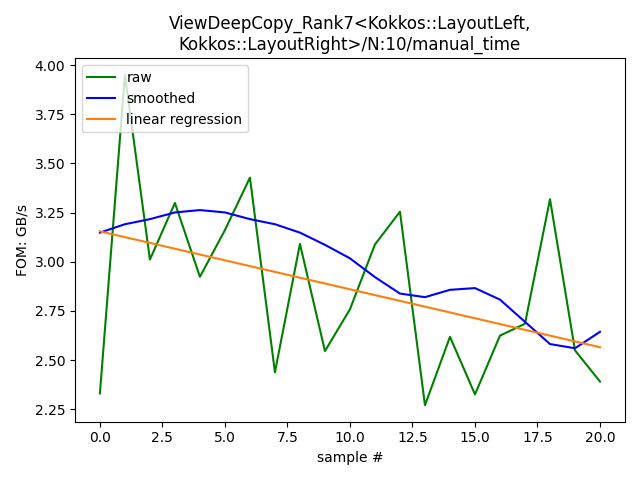 ViewDeepCopy_Rank7<Kokkos::LayoutLeft,
Kokkos::LayoutRight>/N:10/manual_time
raw
smoothed
linear regression
FOM: GB/s
4.00
3.75
3.50
3.25
3.00
2.75
2.50
2.25
0.0 2.5 5.0 7.5 10.0 12.5 15.0 17.5 20.0
sample #